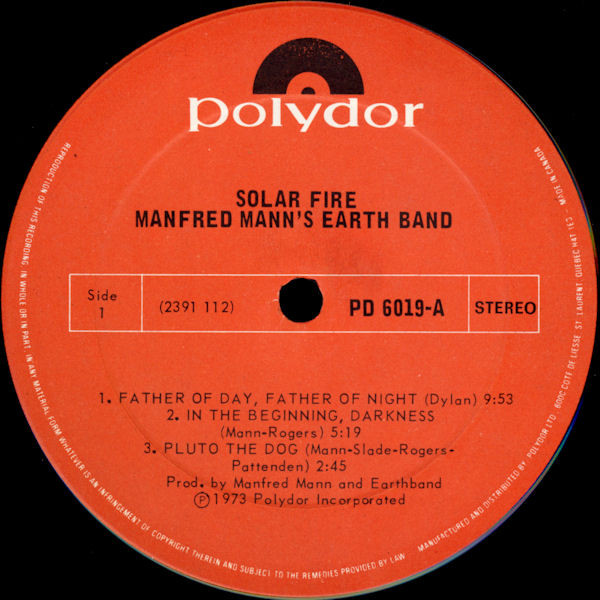 polydor
SOLAR FIRE
MANFRED MANN'S EARTH BAND
Side 1
(2391 112)
PD 6019-A
STEREO
1. FATHER OF DAY, FATHER OF NIGHT (Dylan) 9:53
2. IN THE BEGINNING, DARKNESS
(Mann-Rogers) 5:19
3. PLUTO THE DOG (Mann-Slade-Rogers-
Pattenden) 2:45
Prod. by Manfred Mann and Earthband
Ⓟ1973 Polydor Incorporated
REPRODUCTION OF THIS RECORDING, IN WHOLE OR IN PART, IN ANY MATERIAL FORM WHATEVER IS AN INFRINGEMENT OF COPYRIGHT THEREIN AND SUBJECT TO THE REMEDIES PROVIDED BY LAW
MANUFACTURED AND DISTRIBUTED BY POLYDOR LTD. 600C COTE DE LIESSE ST LAURENT QUEBEC H4T 1E3 - MADE IN CANADA